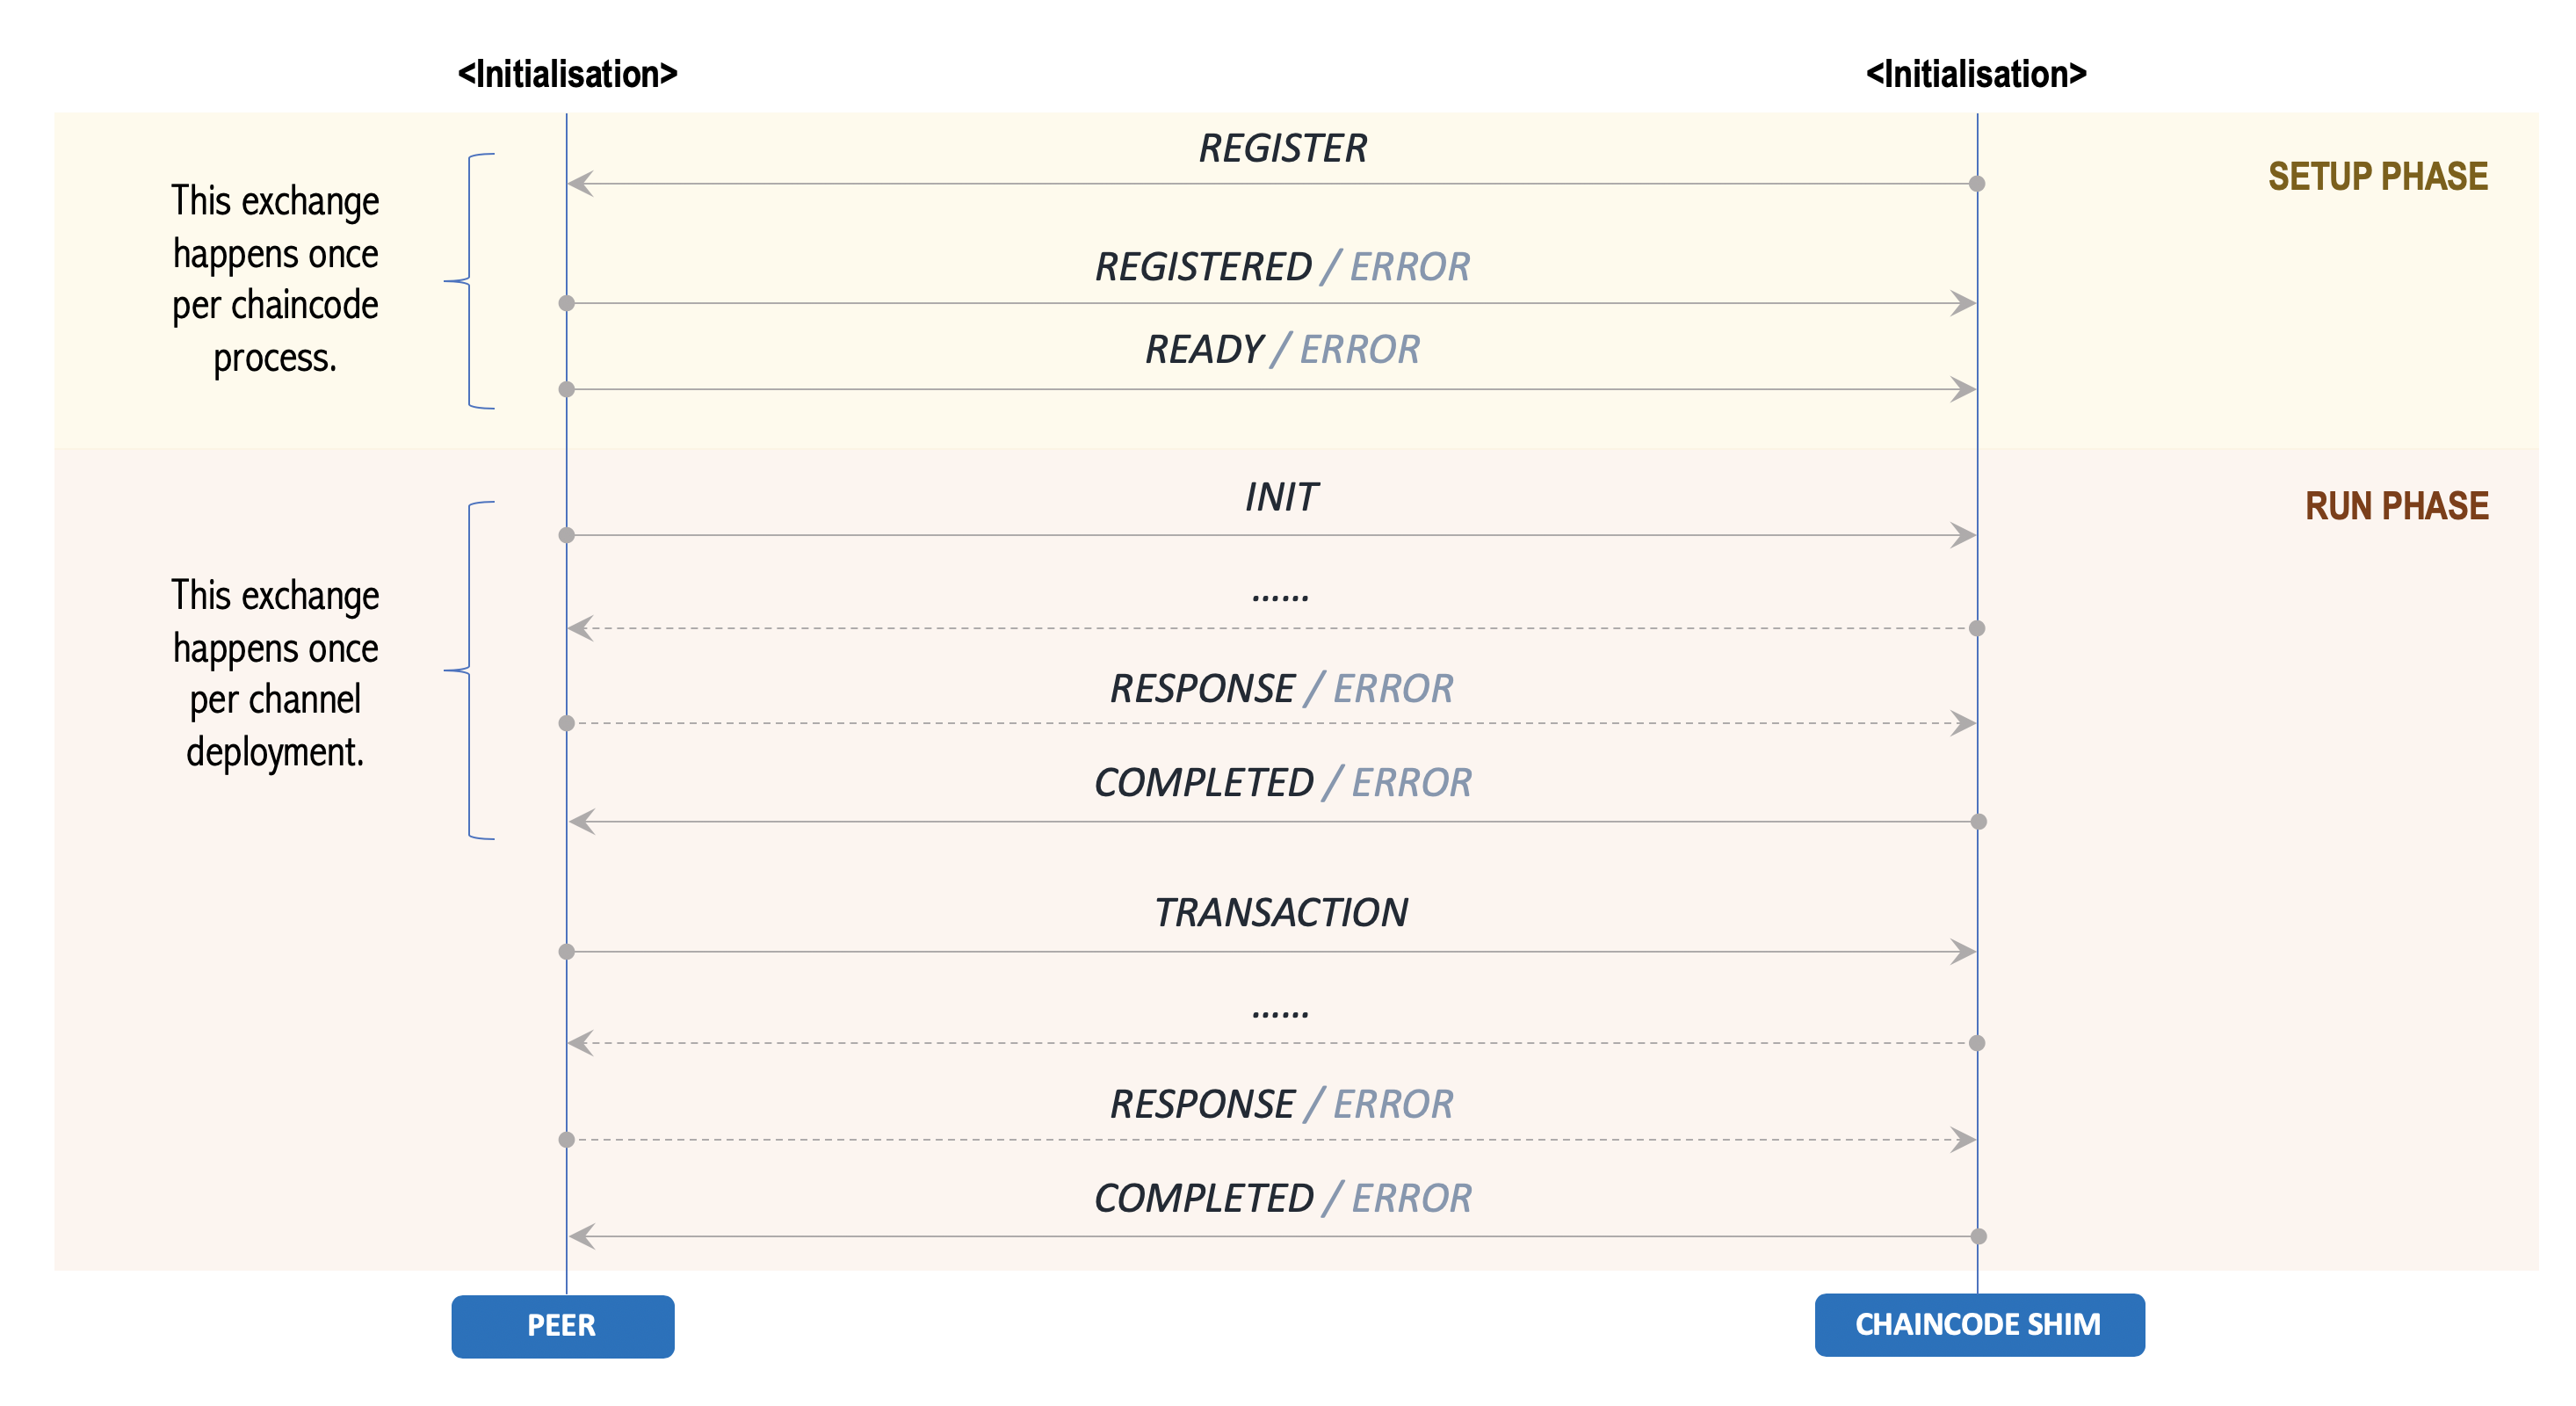 <Initialisation>
<Initialisation>
REGISTER
SETUP PHASE
This exchange
happens once
per chaincode
process.
REGISTERED / ERROR
READY / ERROR
INIT
RUN PHASE
......
This exchange
happens once
per channel
deployment.
RESPONSE / ERROR
COMPLETED / ERROR
TRANSACTION
......
RESPONSE / ERROR
COMPLETED / ERROR
PEER
CHAINCODE SHIM